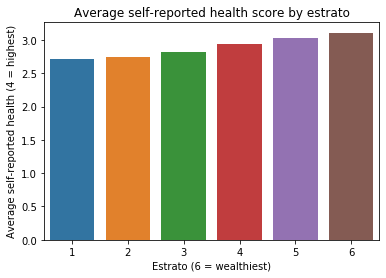 Average self-reported health score by estrato
Average self-reported health (4 = highest)
3.0
2.5
2.0
1.5
1.0
0.5
0.0
1 2 3 4 5 6
Estrato (6 = wealthiest)